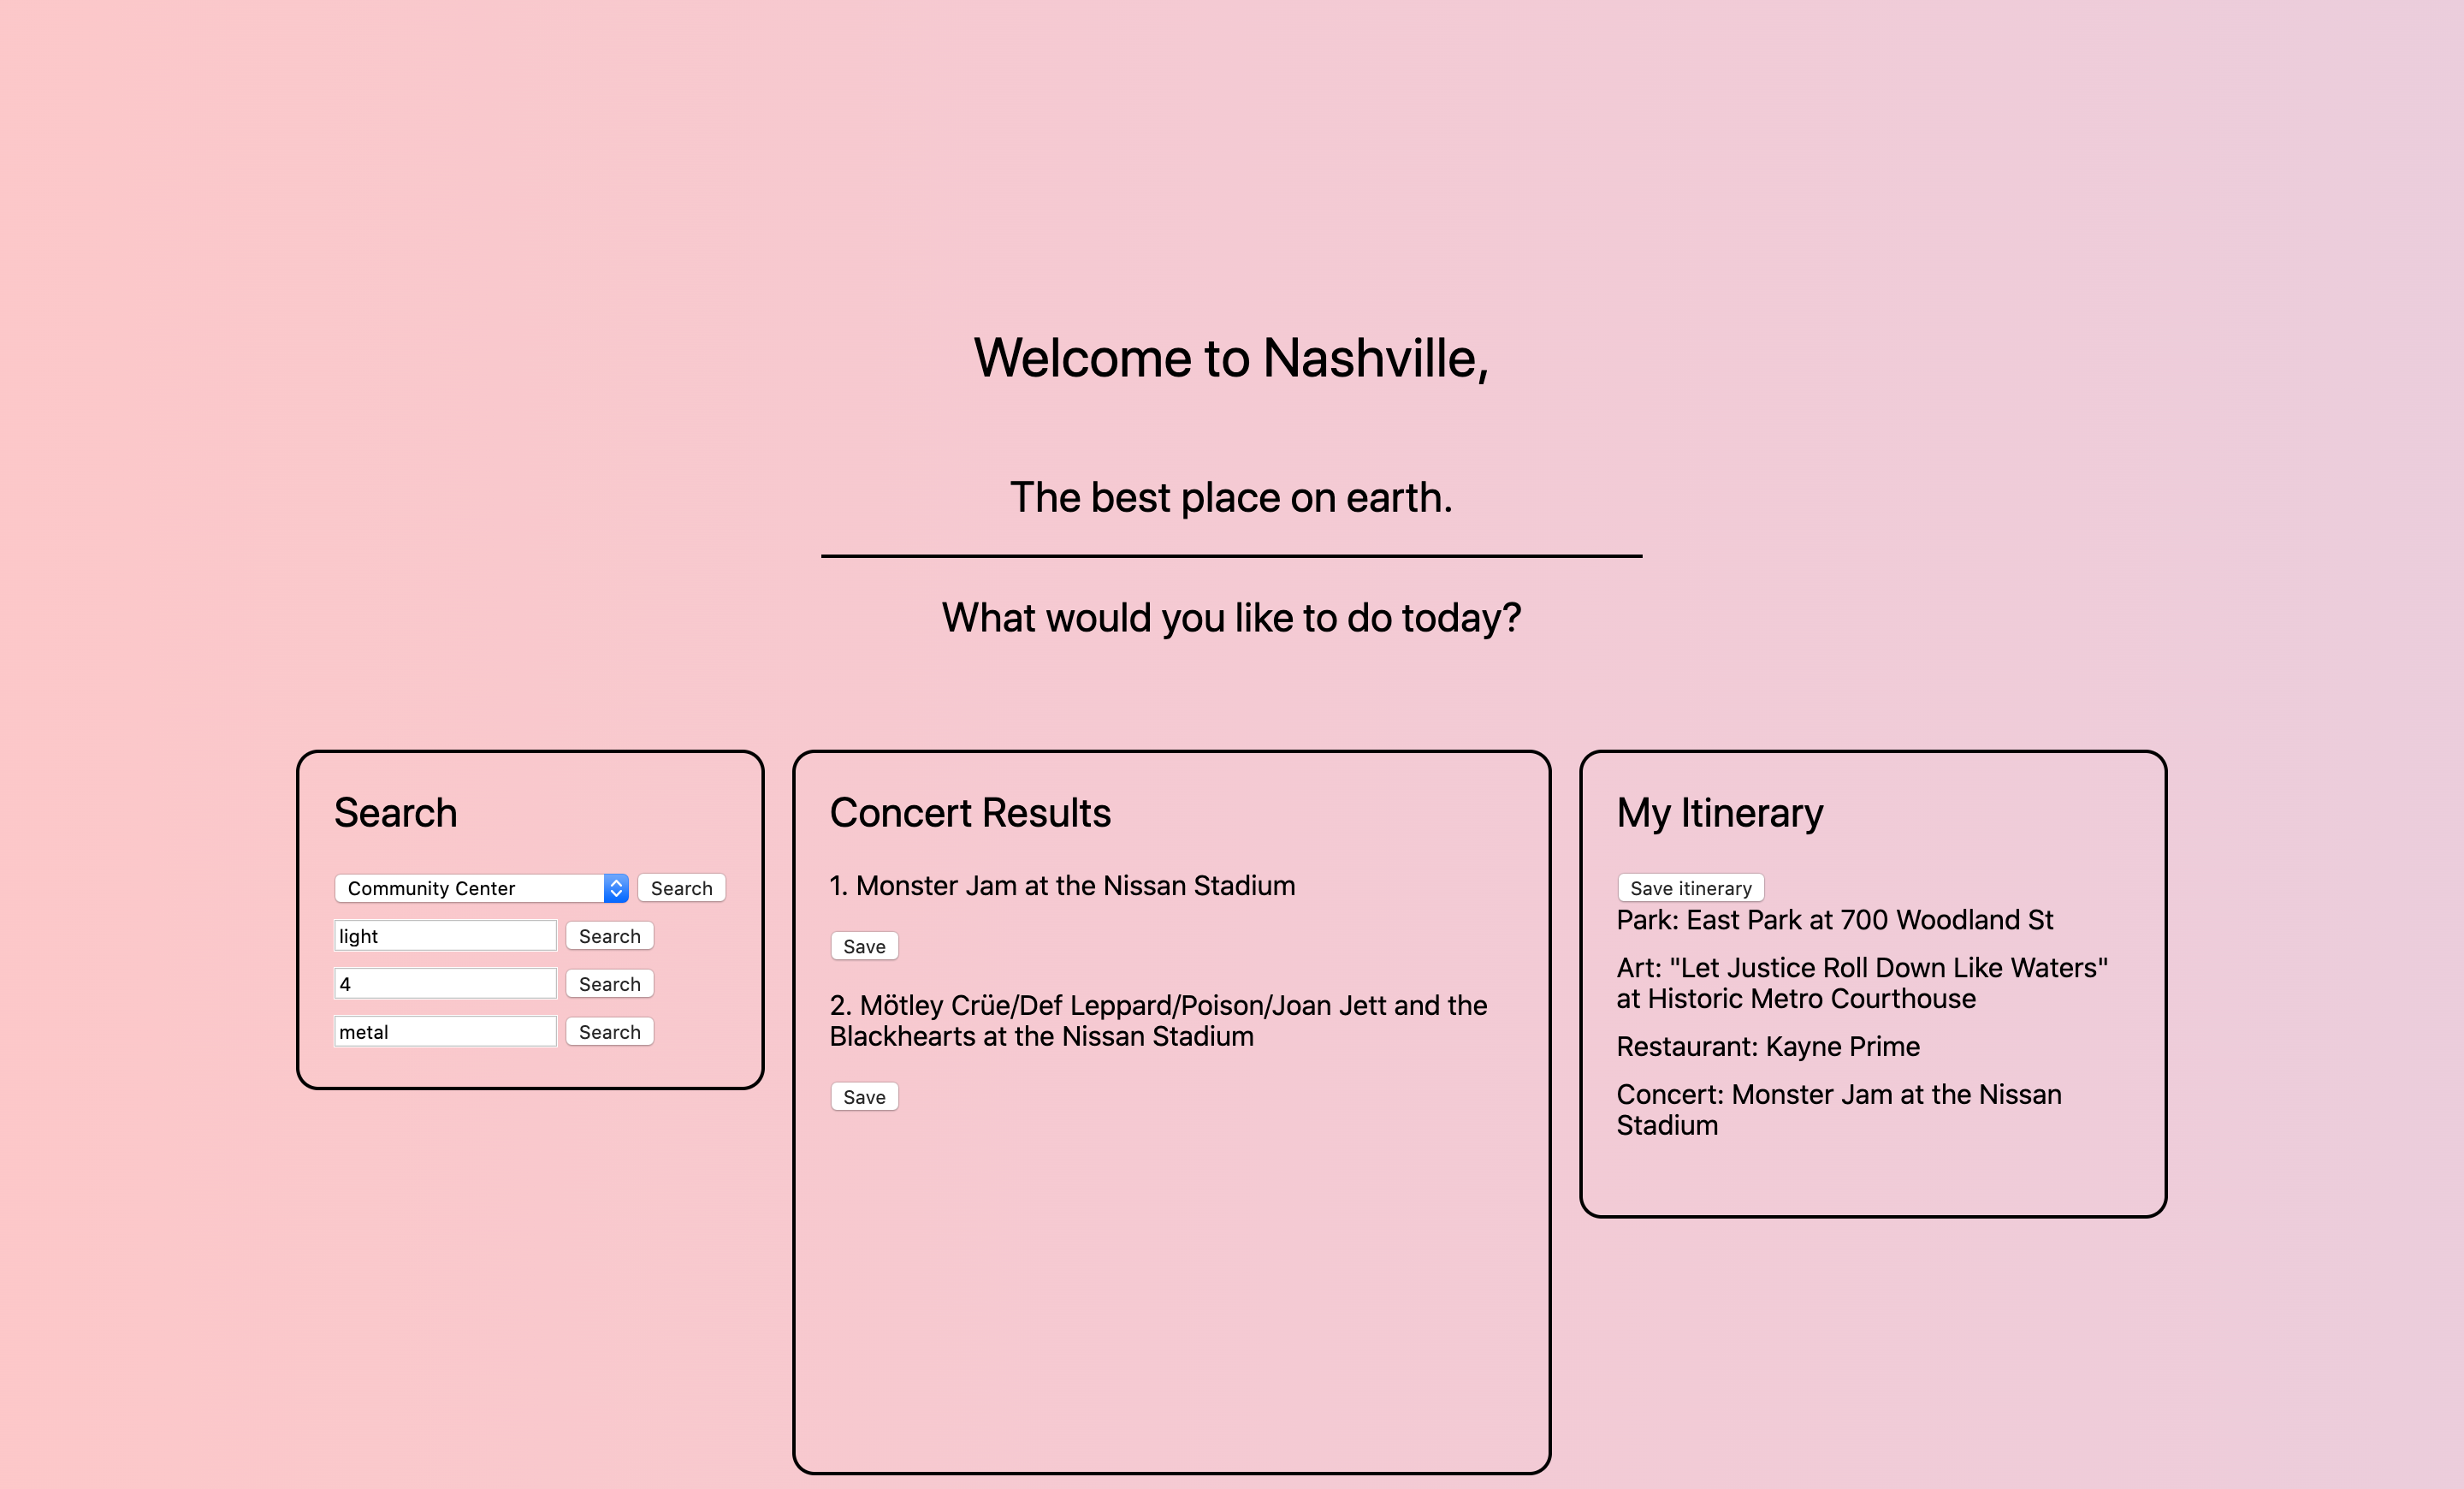 Welcome to Nashville,
The best place on earth.
What would you like to do today?
Search
Community Center Search
light Search
4 Search
metal Search
Concert Results
1. Monster Jam at the Nissan Stadium
Save
2. Mötley Crüe/Def Leppard/Poison/Joan Jett and the
Blackhearts at the Nissan Stadium
Save
My Itinerary
Save itinerary
Park: East Park at 700 Woodland St
Art: "Let Justice Roll Down Like Waters"
at Historic Metro Courthouse
Restaurant: Kayne Prime
Concert: Monster Jam at the Nissan
Stadium